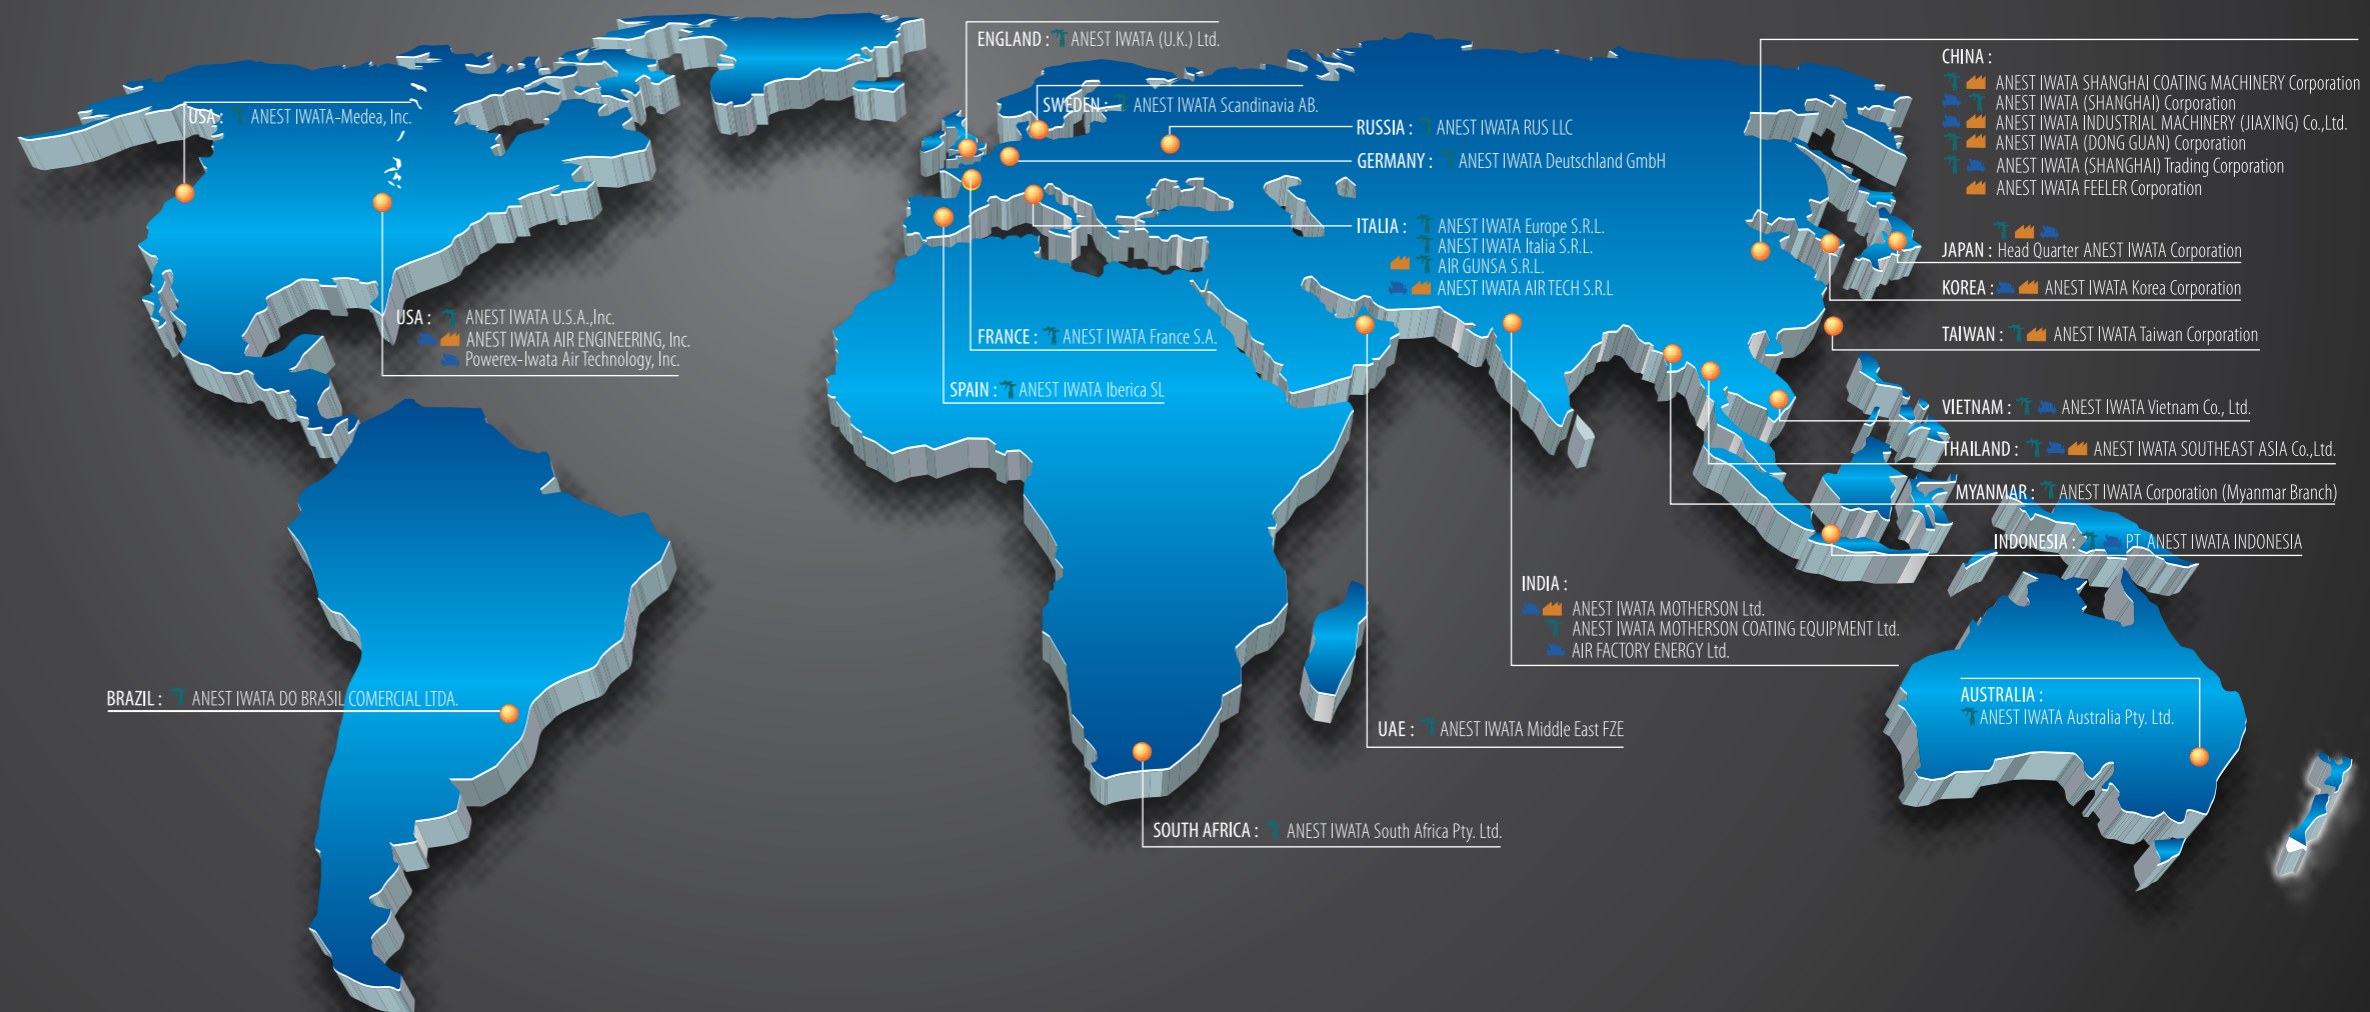 ENGLAND : ANEST IWATA (U.K.) Ltd.
SWEDEN : ANEST IWATA Scandinavia AB.
USA : ANEST IWATA-Medea, Inc.
RUSSIA : ANEST IWATA RUS LLC
GERMANY : ANEST IWATA Deutschland GmbH
ITALIA : ANEST IWATA Europe S.R.L.
ANEST IWATA Italia S.R.L.
AIR GUNSA S.R.L.
ANEST IWATA AIR TECH S.R.L
USA : ANEST IWATA U.S.A.,Inc.
ANEST IWATA AIR ENGINEERING, Inc.
Powerex-Iwata Air Technology, Inc.
FRANCE : ANEST IWATA France S.A.
SPAIN : ANEST IWATA Iberica SL
CHINA :
ANEST IWATA SHANGHAI COATING MACHINERY Corporation
ANEST IWATA (SHANGHAI) Corporation
ANEST IWATA INDUSTRIAL MACHINERY (JIAXING) Co.,Ltd.
ANEST IWATA (DONG GUAN) Corporation
ANEST IWATA (SHANGHAI) Trading Corporation
ANEST IWATA FEELER Corporation
JAPAN : Head Quarter ANEST IWATA Corporation
KOREA : ANEST IWATA Korea Corporation
TAIWAN : ANEST IWATA Taiwan Corporation
VIETNAM : ANEST IWATA Vietnam Co., Ltd.
THAILAND : ANEST IWATA SOUTHEAST ASIA Co.,Ltd.
MYANMAR : ANEST IWATA Corporation (Myanmar Branch)
INDONESIA : PT. ANEST IWATA INDONESIA
INDIA :
ANEST IWATA MOTHERSON Ltd.
ANEST IWATA MOTHERSON COATING EQUIPMENT Ltd.
AIR FACTORY ENERGY Ltd.
BRAZIL : ANEST IWATA DO BRASIL COMERCIAL LTDA.
UAE : ANEST IWATA Middle East FZE
AUSTRALIA :
ANEST IWATA Australia Pty. Ltd.
SOUTH AFRICA : ANEST IWATA South Africa Pty. Ltd.